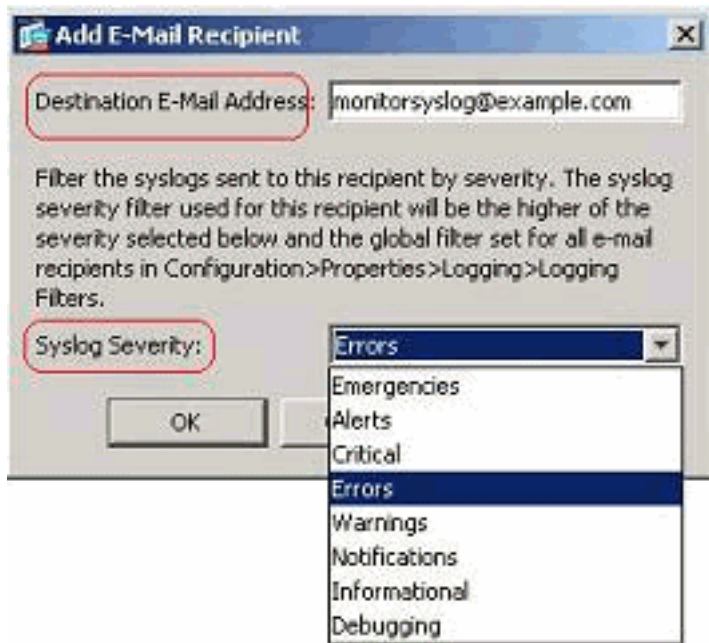 Add E-Mail Recipient
Destination E-Mail Address: monitorsyslog@example.com
Filter the syslogs sent to this recipient by severity. The syslog
severity filter used for this recipient will be the higher of the
severity selected below and the global filter set for all e-mail
recipients in Configuration>Properties>Logging>Logging
Filters.
Syslog Severity: Errors
OK
Emergencies
Alerts
Critical
Errors
Warnings
Notifications
Informational
Debugging